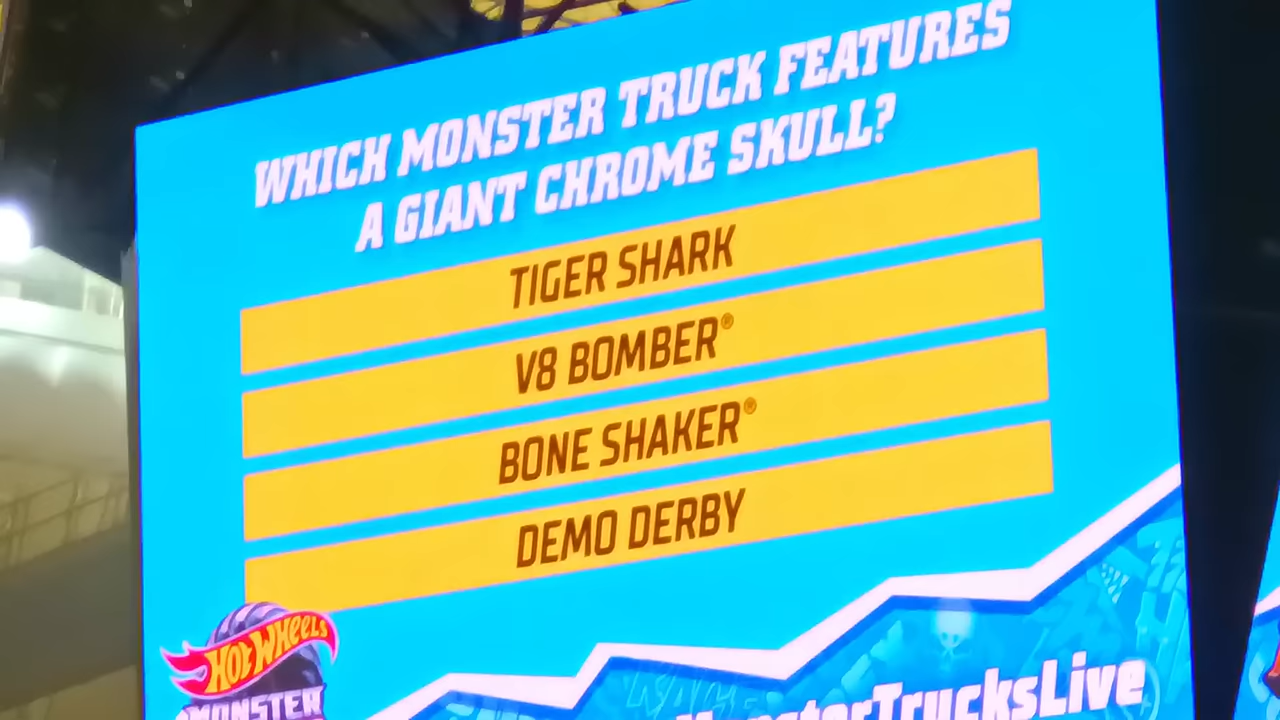 WHICH MONSTER TRUCK FEATURES
A GIANT CHROME SKULL?
TIGER SHARK
V8 BOMBER®
BONE SHAKER®
DEMO DERBY
HOT WHEELS
MONSTER
MonsterTrucksLive